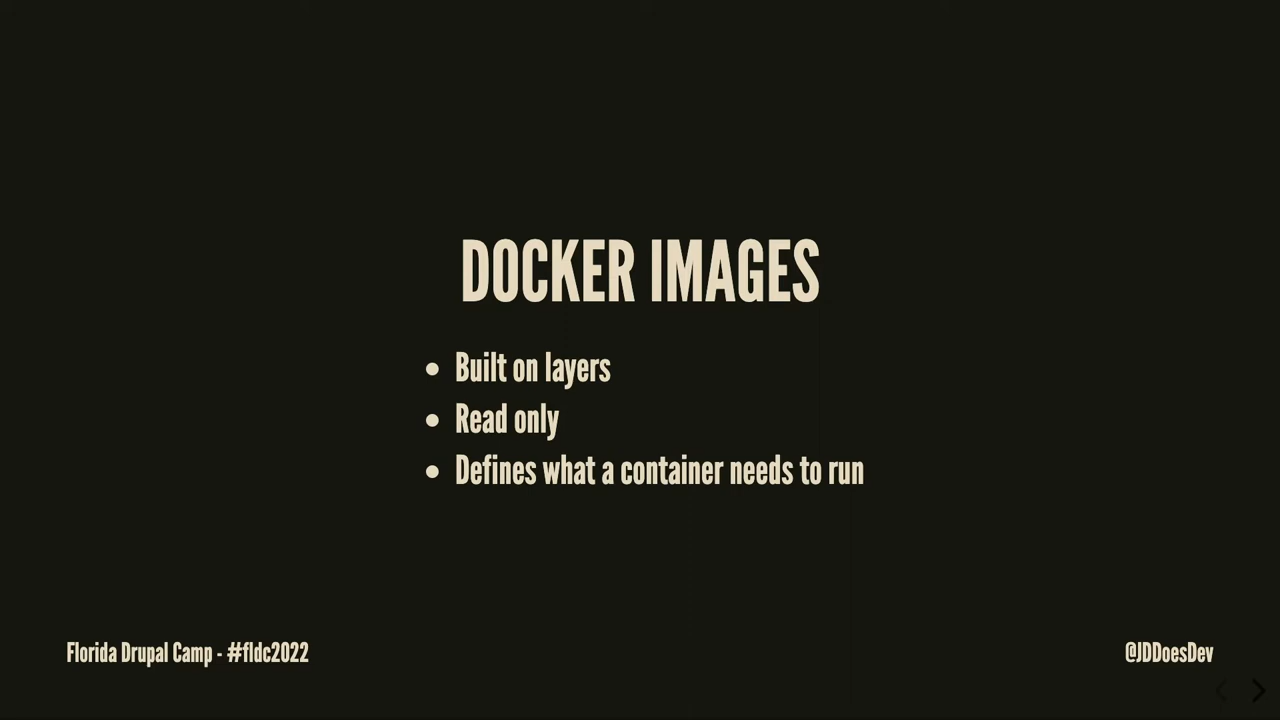 DOCKER IMAGES
Built on layers
Read only
Defines what a container needs to run
Florida Drupal Camp - #fldc2022
@JDDoesDev